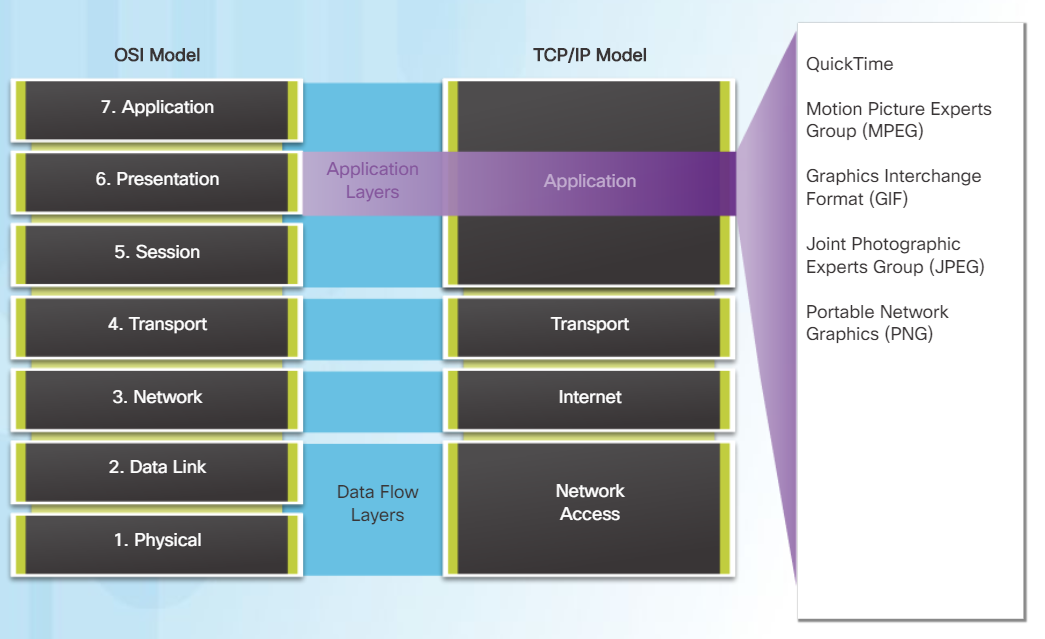 OSI Model
7. Application
6. Presentation
5. Session
4. Transport
3. Network
2. Data Link
1. Physical
Application
Layers
Data Flow
Layers
TCP/IP Model
Application
Transport
Internet
Network
Access
QuickTime
Motion Picture Experts
Group (MPEG)
Graphics Interchange
Format (GIF)
Joint Photographic
Experts Group (JPEG)
Portable Network
Graphics (PNG)